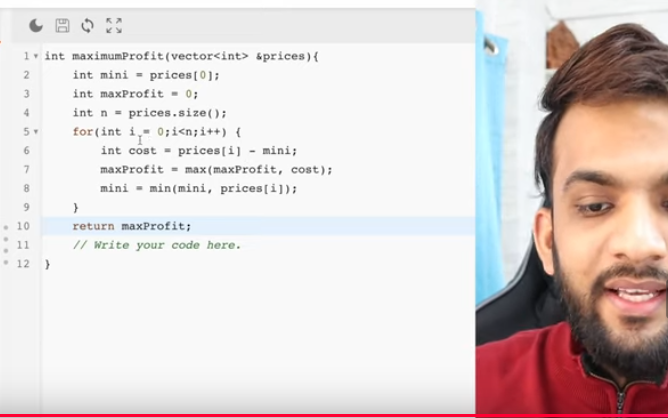 1 int maximumProfit(vector<int> &prices){
2 int mini = prices[0];
3 int maxProfit = 0;
4 int n = prices.size();
5 for(int i = 0;i<n;i++) {
6 int cost = prices[i] - mini;
7 maxProfit = max(maxProfit, cost);
8 mini = min(mini, prices[i]);
9 }
10 return maxProfit;
11 // Write your code here.
12 }